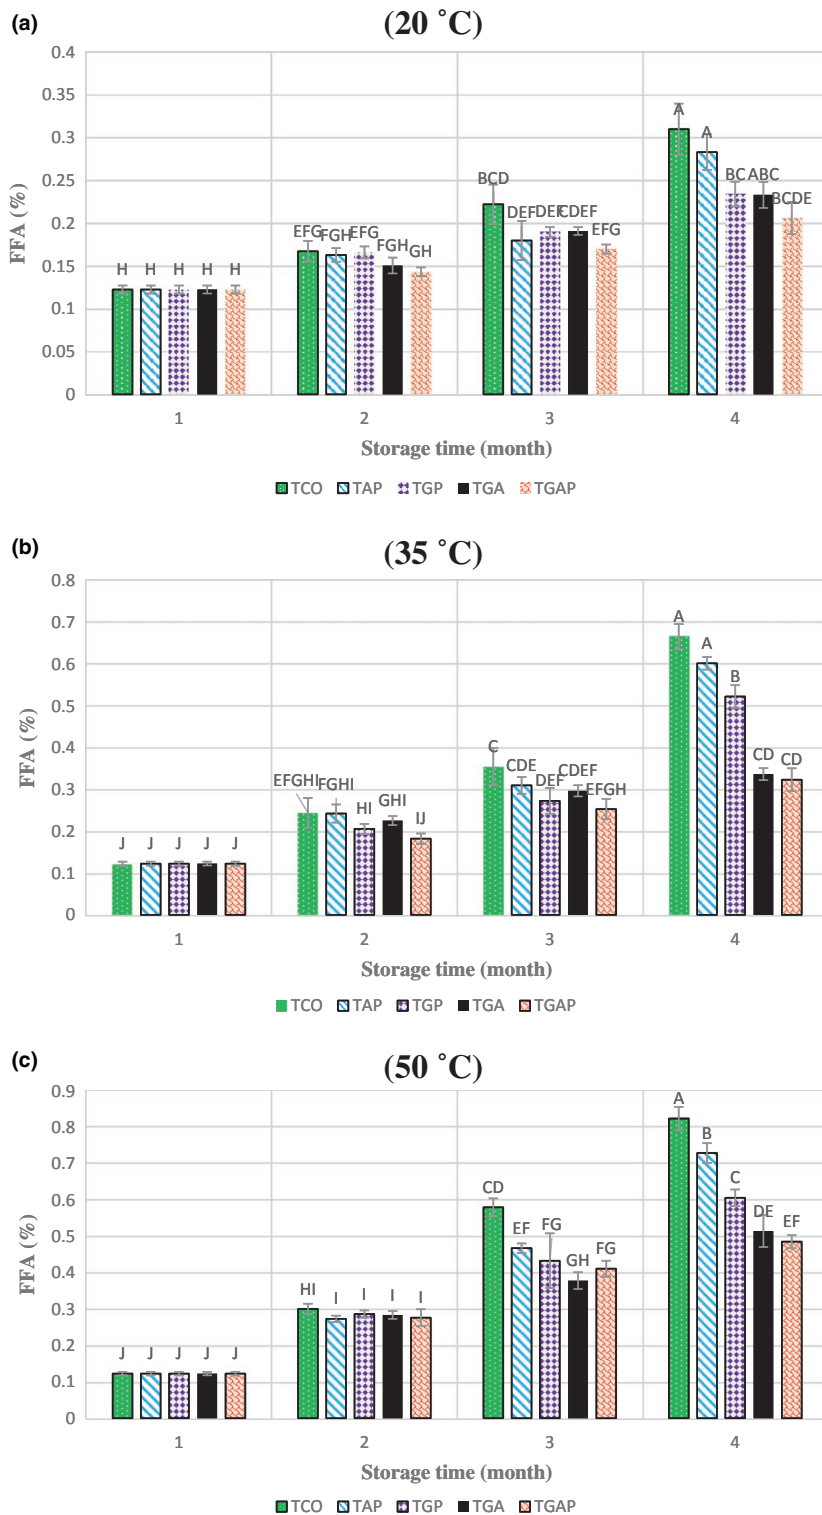 (a) (20 ˚C)
0.4
0.35
0.3
0.25
0.2
0.15
0.1
0.05
0
FFA (%)
H H H H H
EFG FGH EFG FGH GH
BCD DEF DEF CDEF EFG
A A BC ABC BCDE
1 2 3 4
Storage time (month)
TCO TAP TGP TGA TGAP
(b) (35 ˚C)
0.8
0.7
0.6
0.5
0.4
0.3
0.2
0.1
0
FFA (%)
J J J J J
EFGHI FGHI HI GHI IJ
C CDE DEF CDEF EFGH
A A B CD CD
1 2 3 4
Storage time (month)
TCO TAP TGP TGA TGAP
(c) (50 ˚C)
0.9
0.8
0.7
0.6
0.5
0.4
0.3
0.2
0.1
0
FFA (%)
J J J J J
HI I I I I
CD EF FG GH FG
A B C DE EF
1 2 3 4
Storage time (month)
TCO TAP TGP TGA TGAP